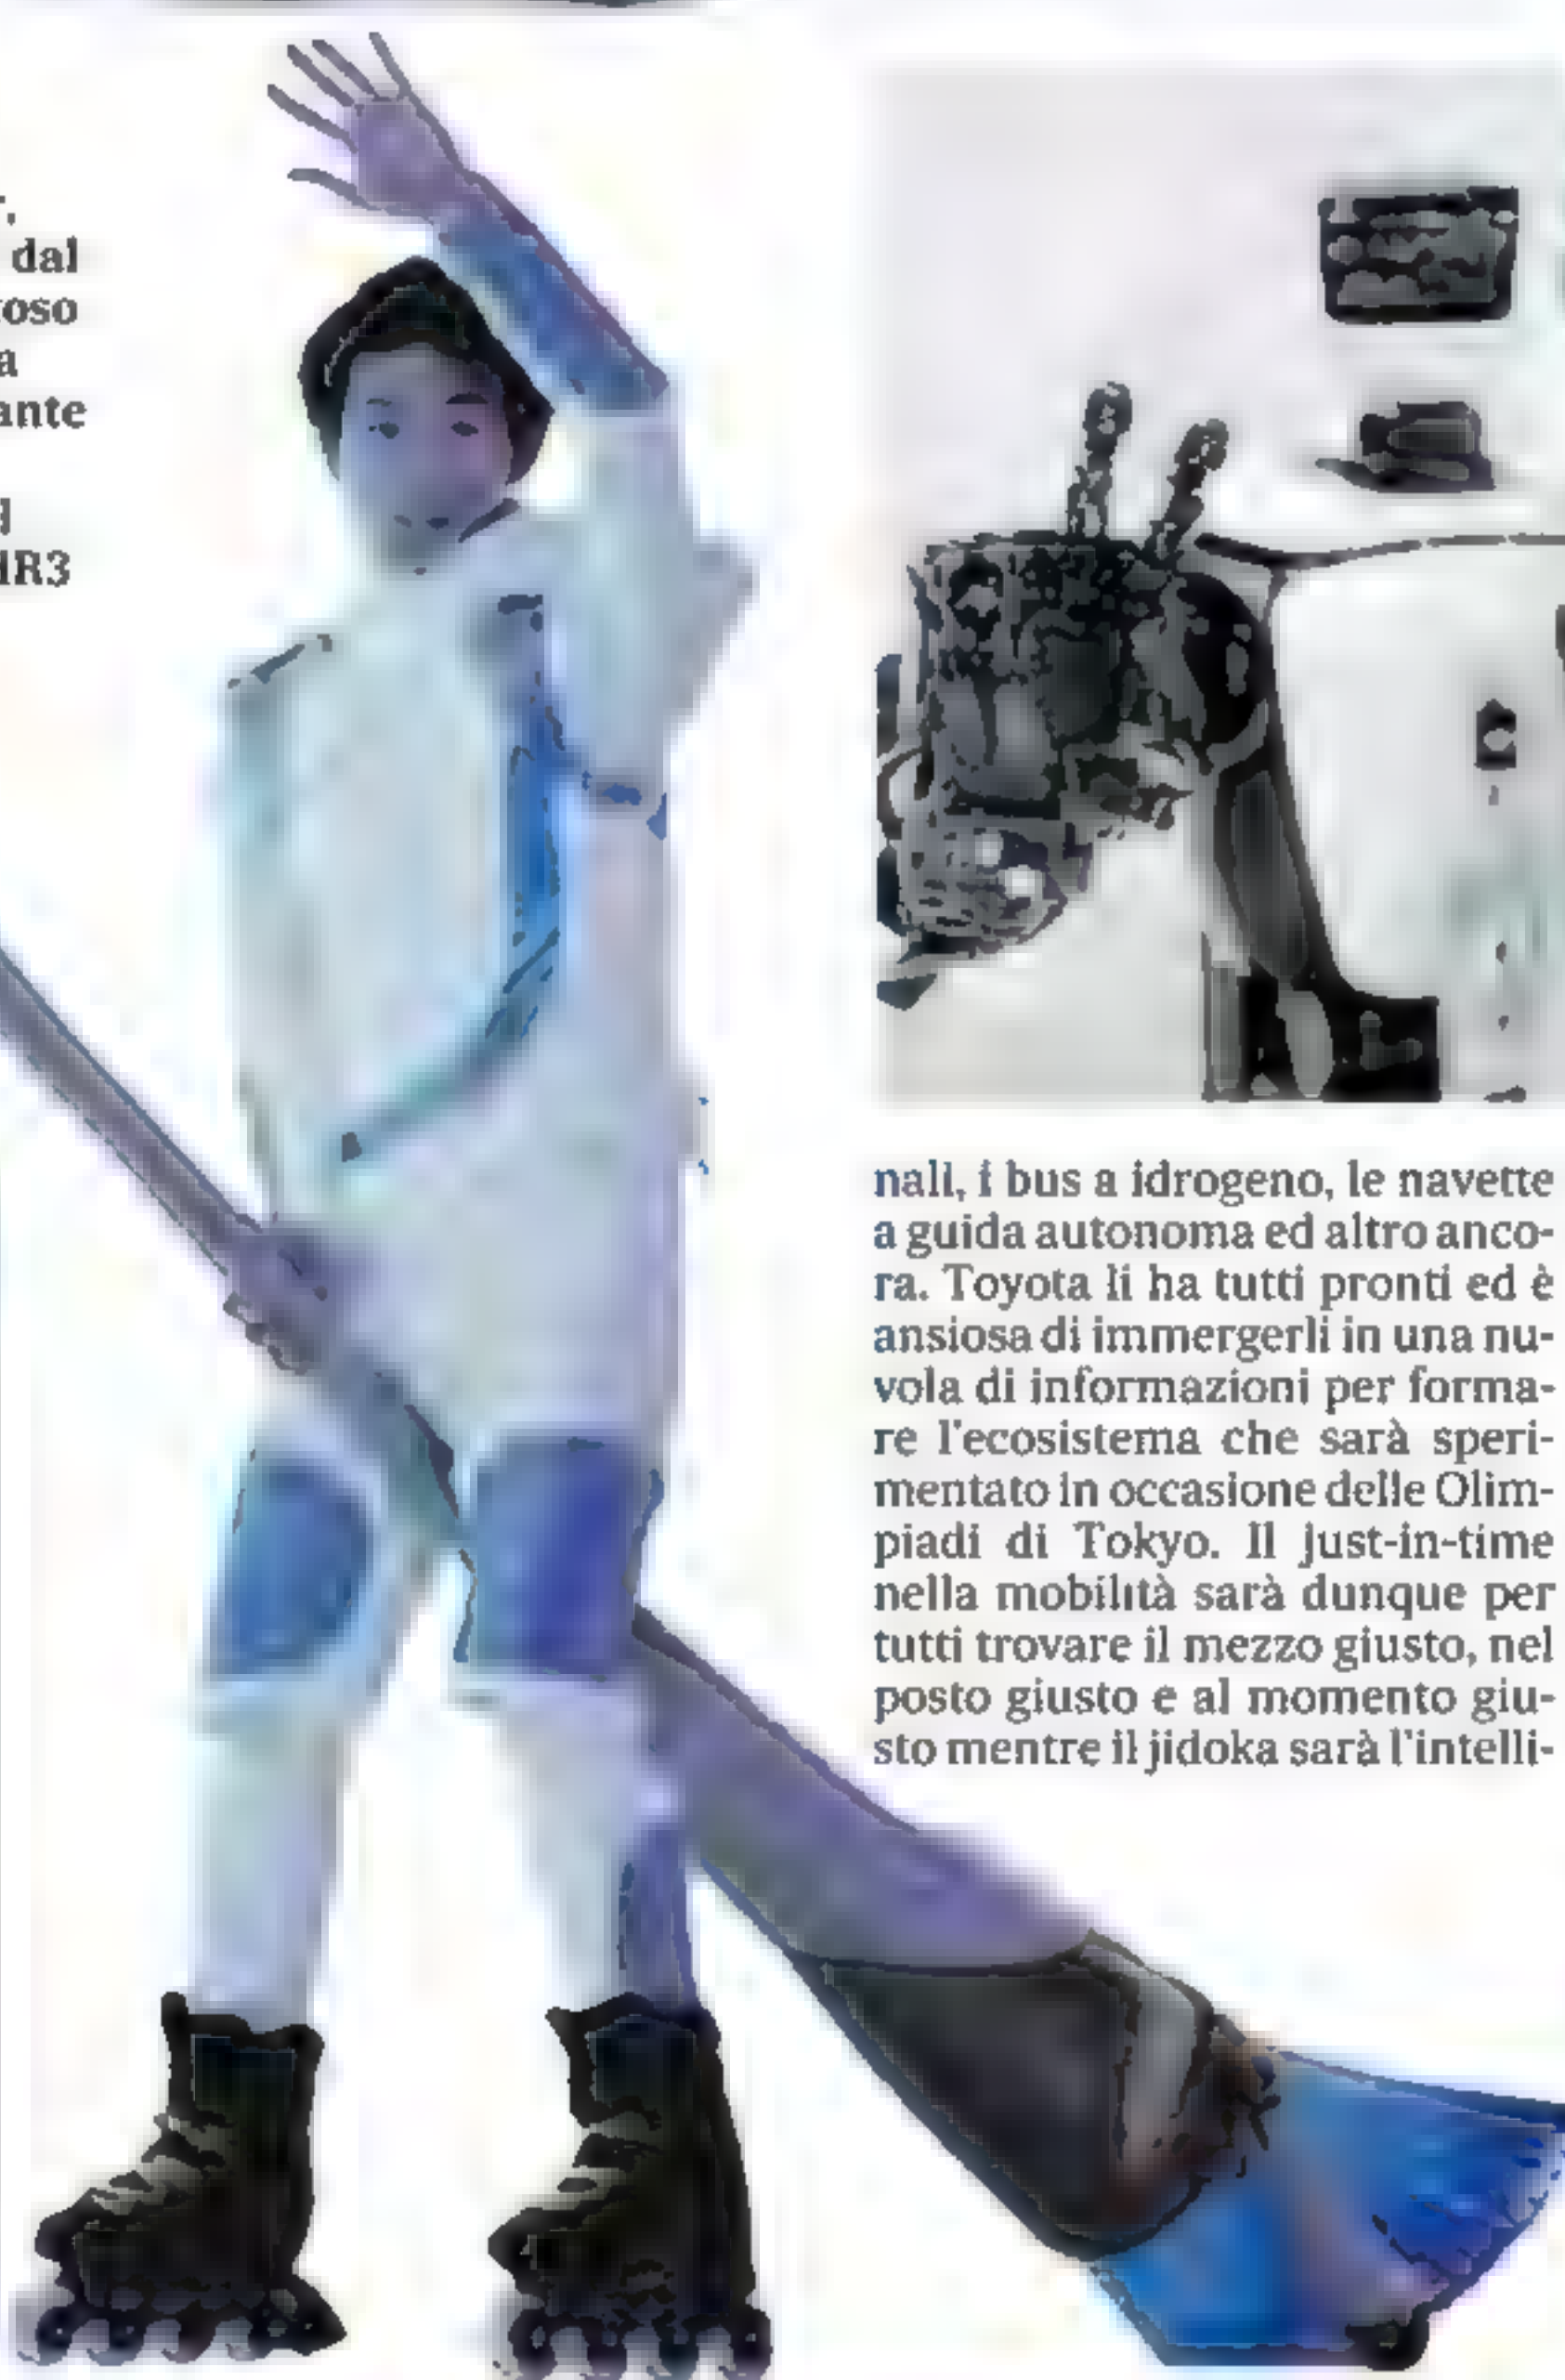 dal
oso
a
ante
HR3
nali, i bus a idrogeno, le navette
a guida autonoma ed altro anco-
ra. Toyota li ha tutti pronti ed è
ansiosa di immergerli in una nu-
vola di informazioni per forma-
re l'ecosistema che sarà speri-
mentato in occasione delle Olim-
piadi di Tokyo. Il just-in-time
nella mobilità sarà dunque per
tutti trovare il mezzo giusto, nel
posto giusto e al momento giu-
sto mentre il jidoka sarà l'intelli-